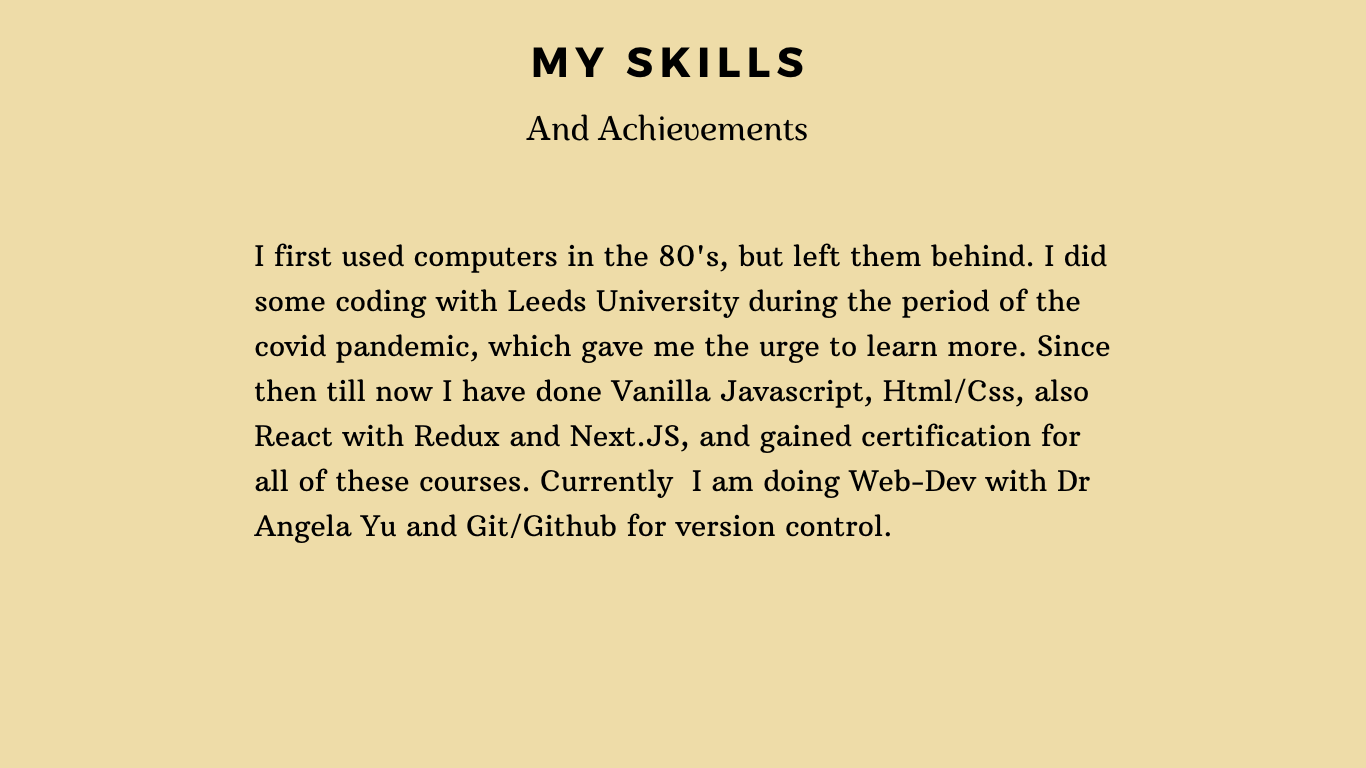 MY SKILLS
And Achievements
I first used computers in the 80's, but left them behind. I did
some coding with Leeds University during the period of the
covid pandemic, which gave me the urge to learn more. Since
then till now I have done Vanilla Javascript, Html/Css, also
React with Redux and Next.JS, and gained certification for
all of these courses. Currently  I am doing Web-Dev with Dr
Angela Yu and Git/Github for version control.